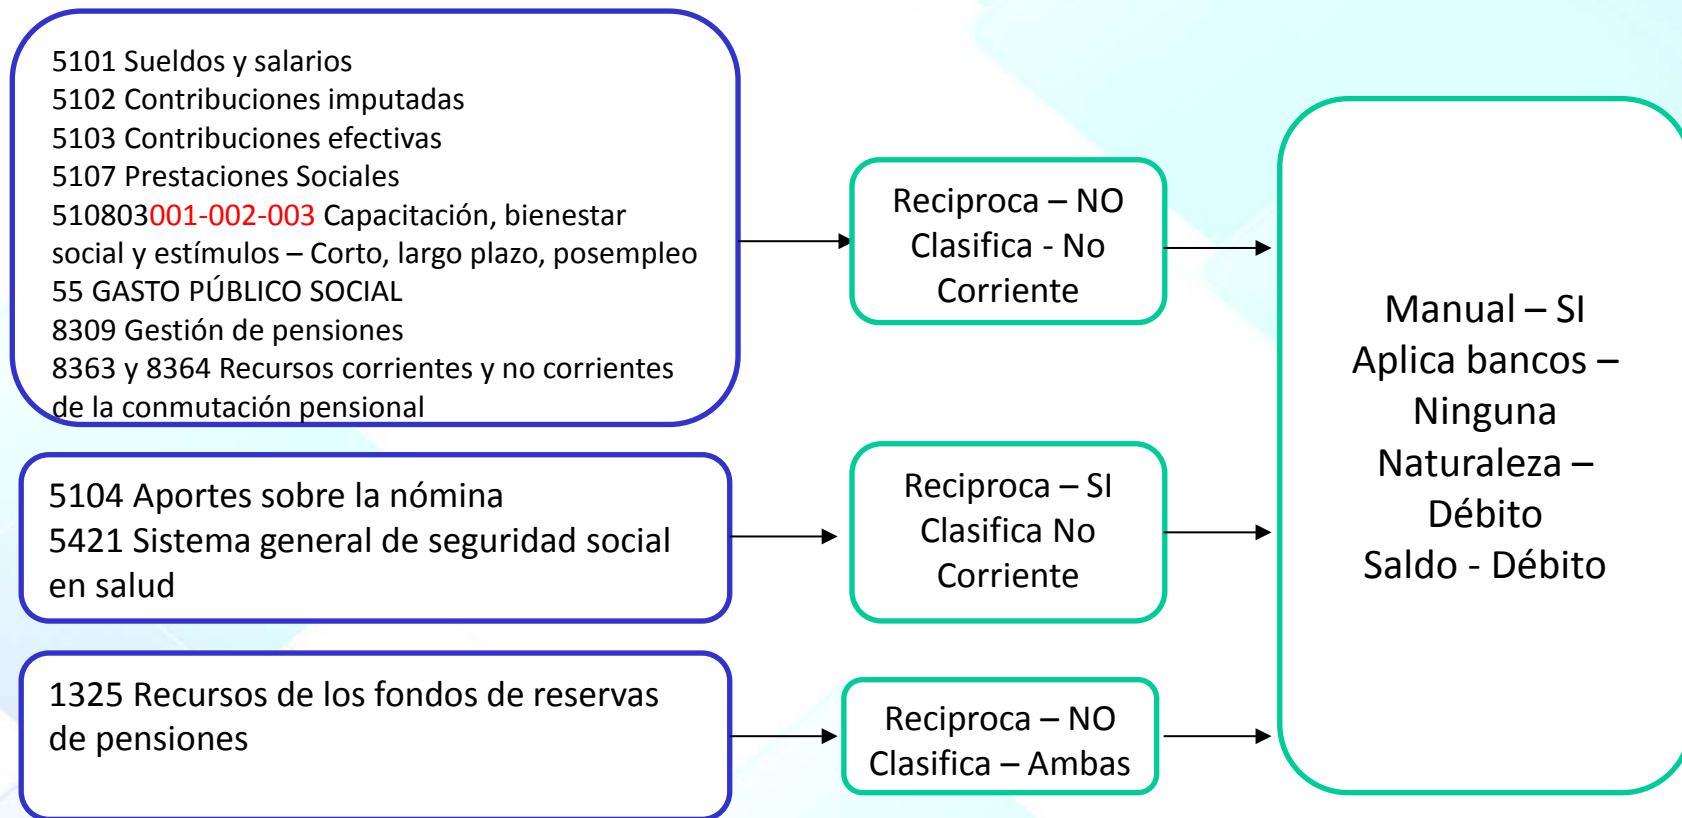 5101 Sueldos y salarios
5102 Contribuciones imputadas
5103 Contribuciones efectivas
5107 Prestaciones Sociales
510803001-002-003 Capacitación, bienestar
social y estímulos – Corto, largo plazo, posempleo
55 GASTO PÚBLICO SOCIAL
8309 Gestión de pensiones
8363 y 8364 Recursos corrientes y no corrientes
de la conmutación pensional
Reciproca – NO
Clasifica - No
Corriente
5104 Aportes sobre la nómina
5421 Sistema general de seguridad social
en salud
Reciproca – SI
Clasifica No
Corriente
1325 Recursos de los fondos de reservas
de pensiones
Reciproca – NO
Clasifica – Ambas
Manual – SI
Aplica bancos –
Ninguna
Naturaleza –
Débito
Saldo - Débito